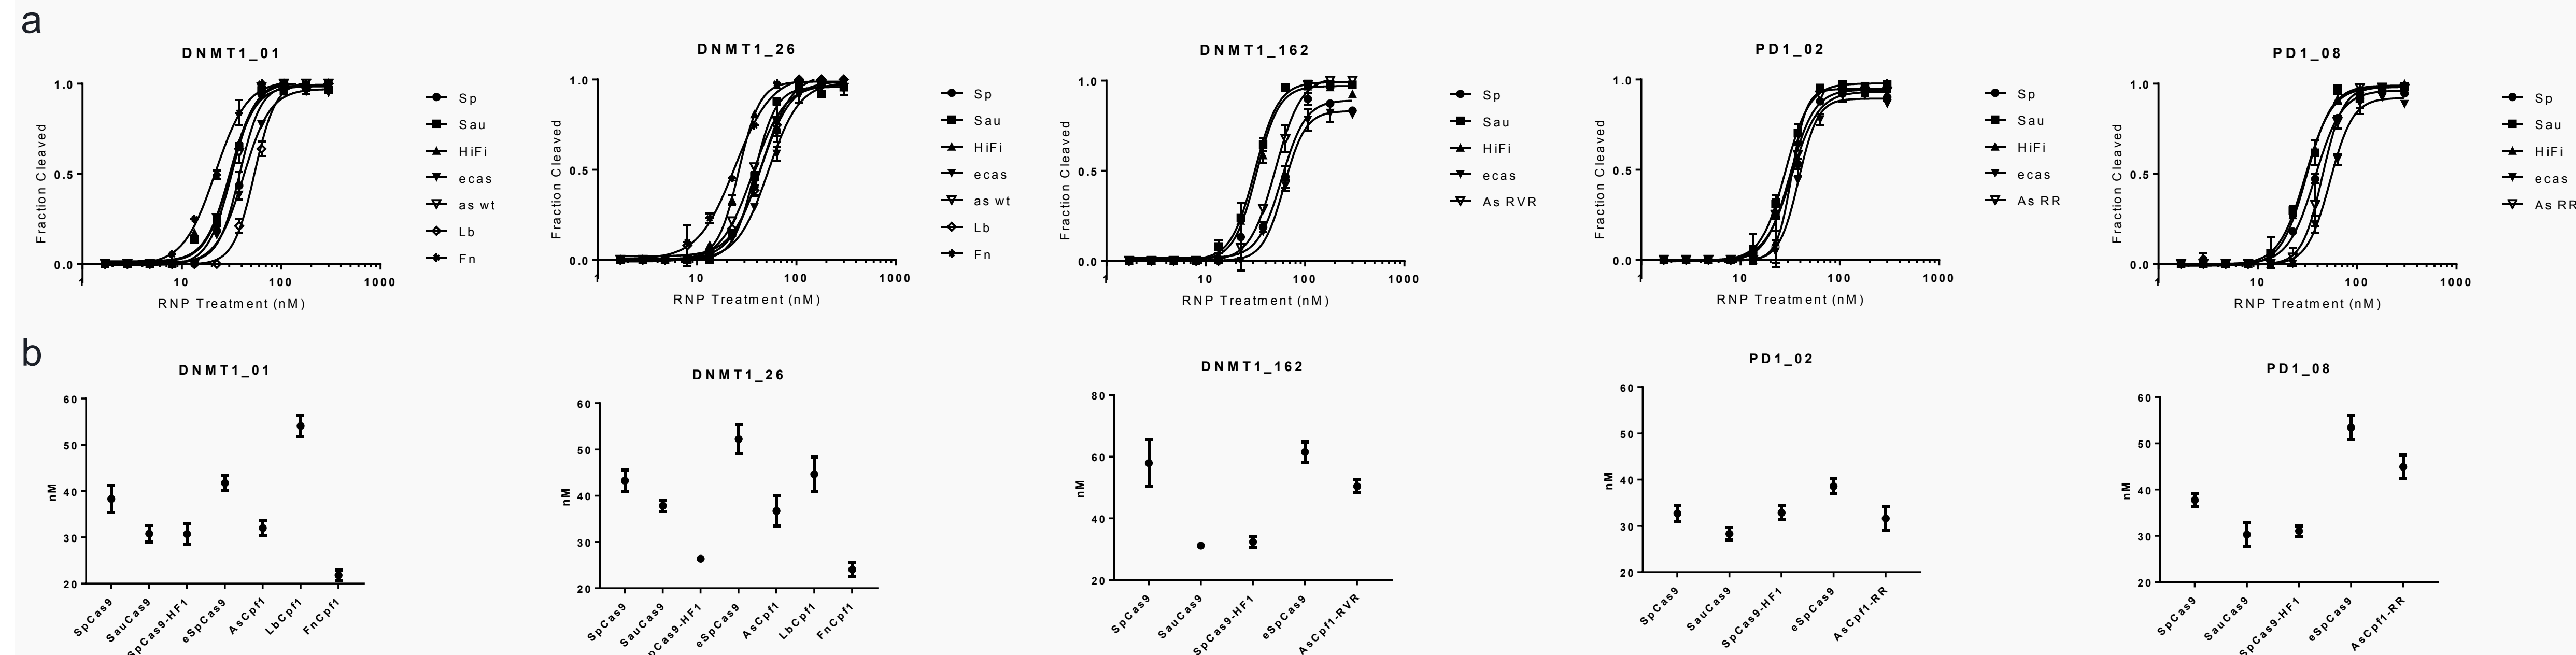 a
DNMT1_01
1.0
0.5
0.0
Fraction Cleaved
1 10 100 1000
RNP Treatment (nM)
Sp
Sau
HiFi
ecas
as wt
Lb
Fn
DNMT1_26
1.0
0.5
0.0
Fraction Cleaved
1 10 100 1000
RNP Treatment (nM)
Sp
Sau
HiFi
ecas
as wt
Lb
Fn
DNMT1_162
1.0
0.5
0.0
Fraction Cleaved
1 10 100 1000
RNP Treatment (nM)
Sp
Sau
HiFi
ecas
As RVR
PD1_02
1.0
0.5
0.0
Fraction Cleaved
1 10 100 1000
RNP Treatment (nM)
Sp
Sau
HiFi
ecas
As RR
PD1_08
1.0
0.5
0.0
Fraction Cleaved
1 10 100 1000
RNP Treatment (nM)
Sp
Sau
HiFi
ecas
As RR
b
DNMT1_01
60
50
40
30
20
nM
SpCas9
SauCas9
SpCas9-HF1
eSpCas9
AsCpf1
LbCpf1
FnCpf1
DNMT1_26
60
50
40
30
20
nM
SpCas9
SauCas9
pCas9-HF1
eSpCas9
AsCpf1
LbCpf1
FnCpf1
DNMT1_162
80
60
40
20
nM
SpCas9
SauCas9
SpCas9-HF1
eSpCas9
AsCpf1-RVR
PD1_02
60
50
40
30
20
nM
SpCas9
SauCas9
SpCas9-HF1
eSpCas9
AsCpf1-RR
PD1_08
60
50
40
30
20
nM
SpCas9
SauCas9
SpCas9-HF1
eSpCas9
AsCpf1-RR